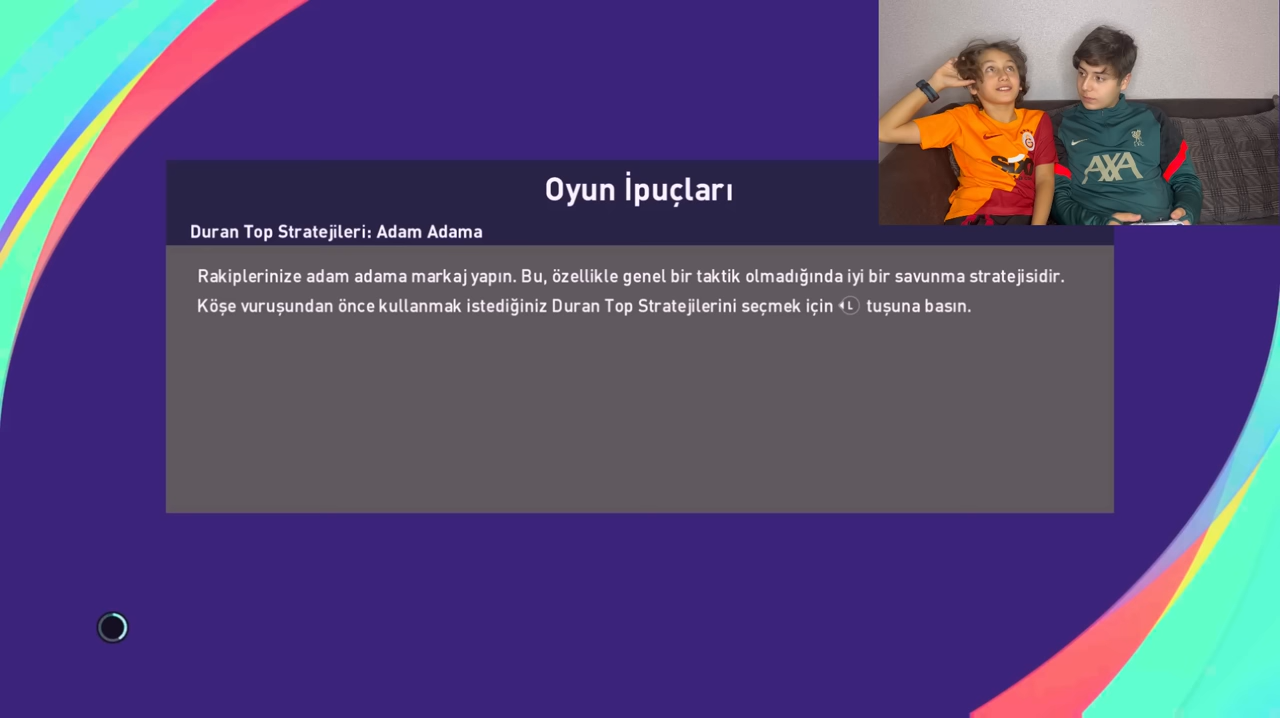 Oyun İpuçları
Duran Top Stratejileri: Adam Adama
Rakiplerinize adam adama markaj yapın. Bu, özellikle genel bir taktik olmadığında iyi bir savunma stratejisidir.
Köşe vuruşundan önce kullanmak istediğiniz Duran Top Stratejilerini seçmek için L tuşuna basın.
AXA